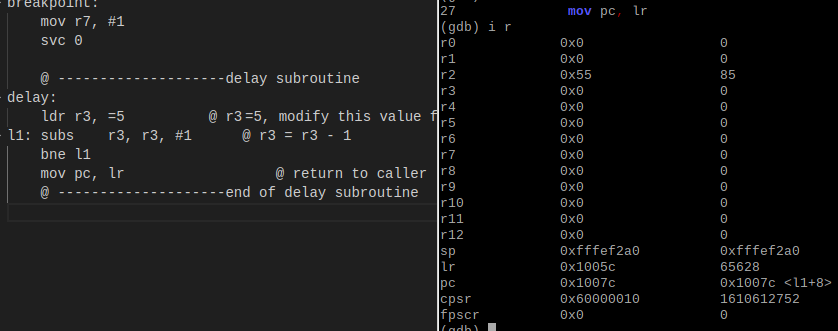 breakpoint:
mov r7, #1
svc 0
@ --------------------delay subroutine
delay:
ldr r3, =5 @ r3=5, modify this value f
l1: subs r3, r3, #1 @ r3 = r3 - 1
bne l1
mov pc, lr @ return to caller
@ --------------------end of delay subroutine
27 mov pc, lr
(gdb) i r
r0 0x0 0
r1 0x0 0
r2 0x55 85
r3 0x0 0
r4 0x0 0
r5 0x0 0
r6 0x0 0
r7 0x0 0
r8 0x0 0
r9 0x0 0
r10 0x0 0
r11 0x0 0
r12 0x0 0
sp 0xfffef2a0 0xfffef2a0
lr 0x1005c 65628
pc 0x1007c 0x1007c <l1+8>
cpsr 0x60000010 1610612752
fpscr 0x0 0
(gdb)